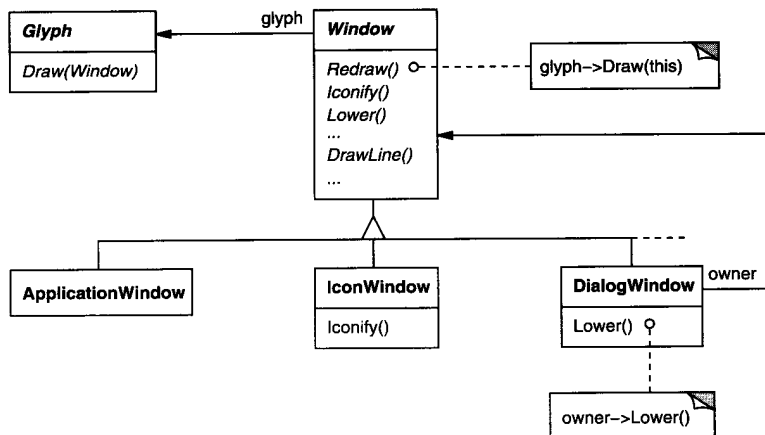 glyph
Glyph
Draw(Window)
Window
Redraw()
Iconify()
Lower()
...
DrawLine()
...
glyph->Draw(this)
ApplicationWindow
IconWindow
Iconify()
DialogWindow
Lower()
owner
owner->Lower()